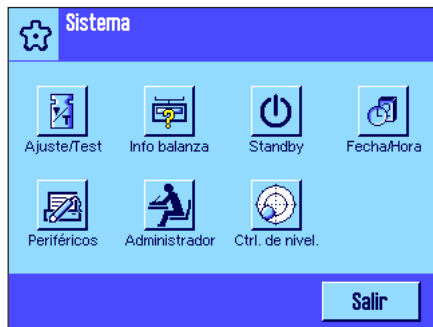 Sistema
Ajuste/Test
Info balanza
Standby
Fecha/Hora
Periféricos
Administrador
Ctrl. de nivel.
Salir